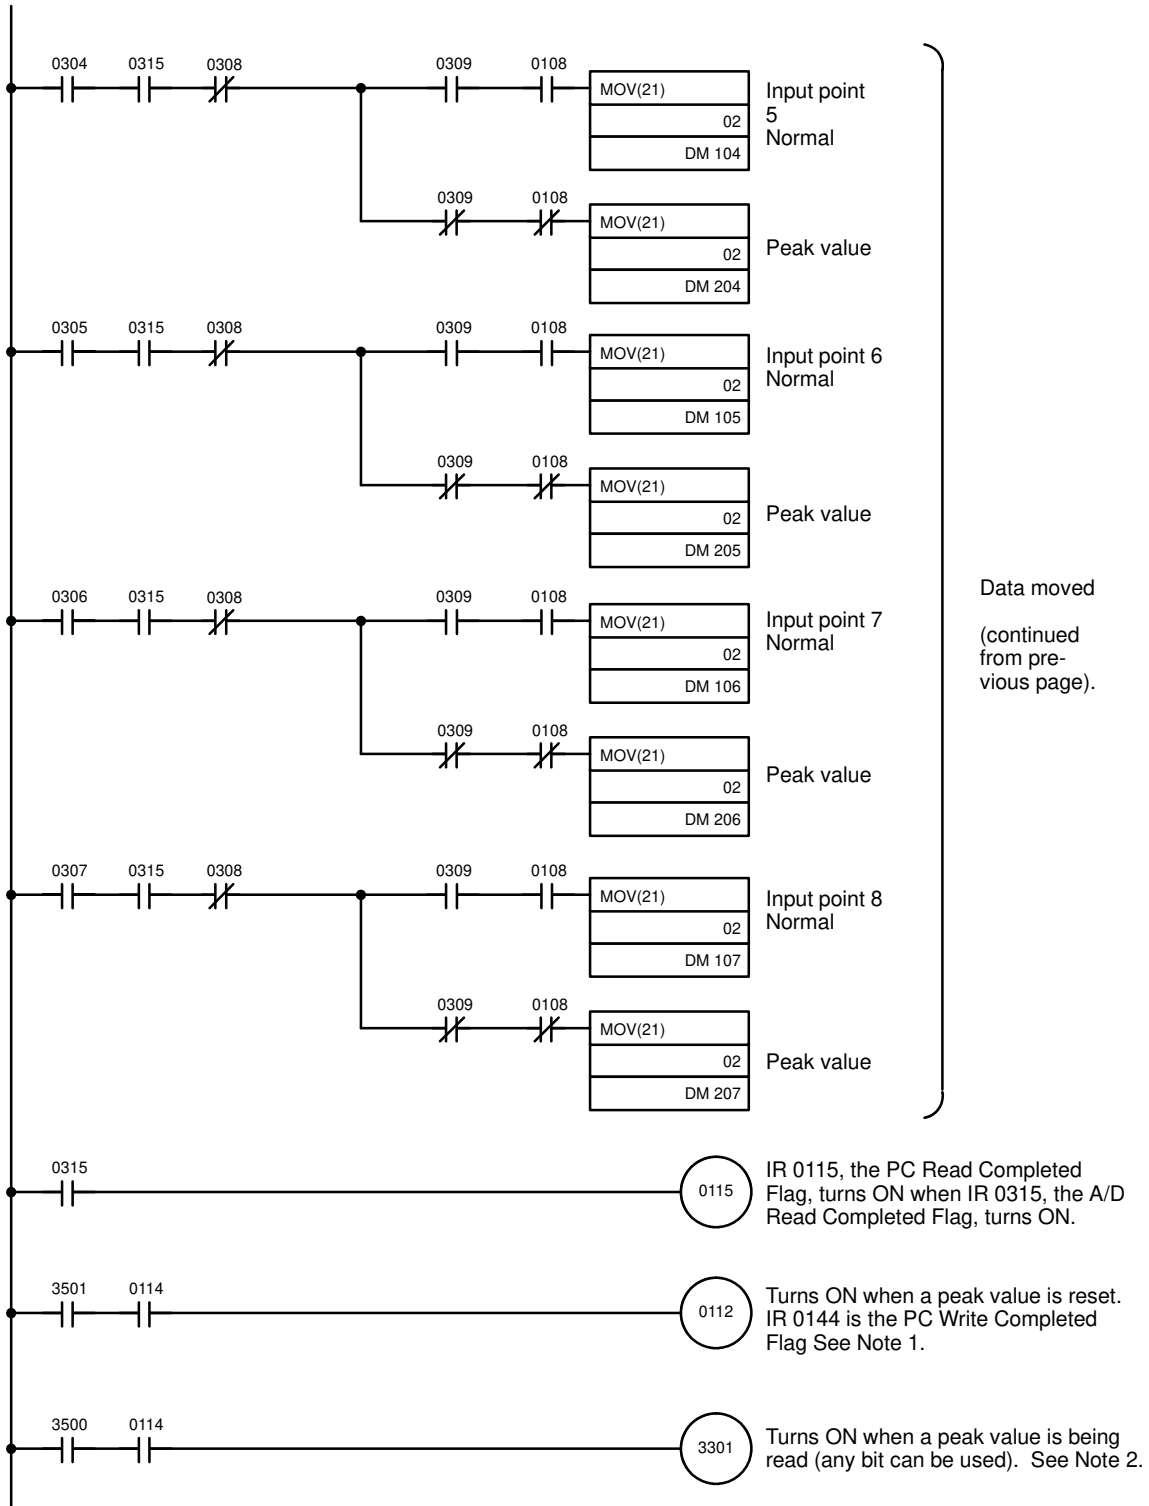 0304 0315 0308 0309 0108
MOV(21)
02
DM 104
Input point
5
Normal
0309 0108
MOV(21)
02
DM 204
Peak value
0305 0315 0308 0309 0108
MOV(21)
02
DM 105
Input point 6
Normal
0309 0108
MOV(21)
02
DM 205
Peak value
0306 0315 0308 0309 0108
MOV(21)
02
DM 106
Input point 7
Normal
0309 0108
MOV(21)
02
DM 206
Peak value
0307 0315 0308 0309 0108
MOV(21)
02
DM 107
Input point 8
Normal
0309 0108
MOV(21)
02
DM 207
Peak value
Data moved
(continued
from pre-
vious page).
0315
0115
IR 0115, the PC Read Completed
Flag, turns ON when IR 0315, the A/D
Read Completed Flag, turns ON.
3501 0114
0112
Turns ON when a peak value is reset.
IR 0144 is the PC Write Completed
Flag See Note 1.
3500 0114
3301
Turns ON when a peak value is being
read (any bit can be used). See Note 2.